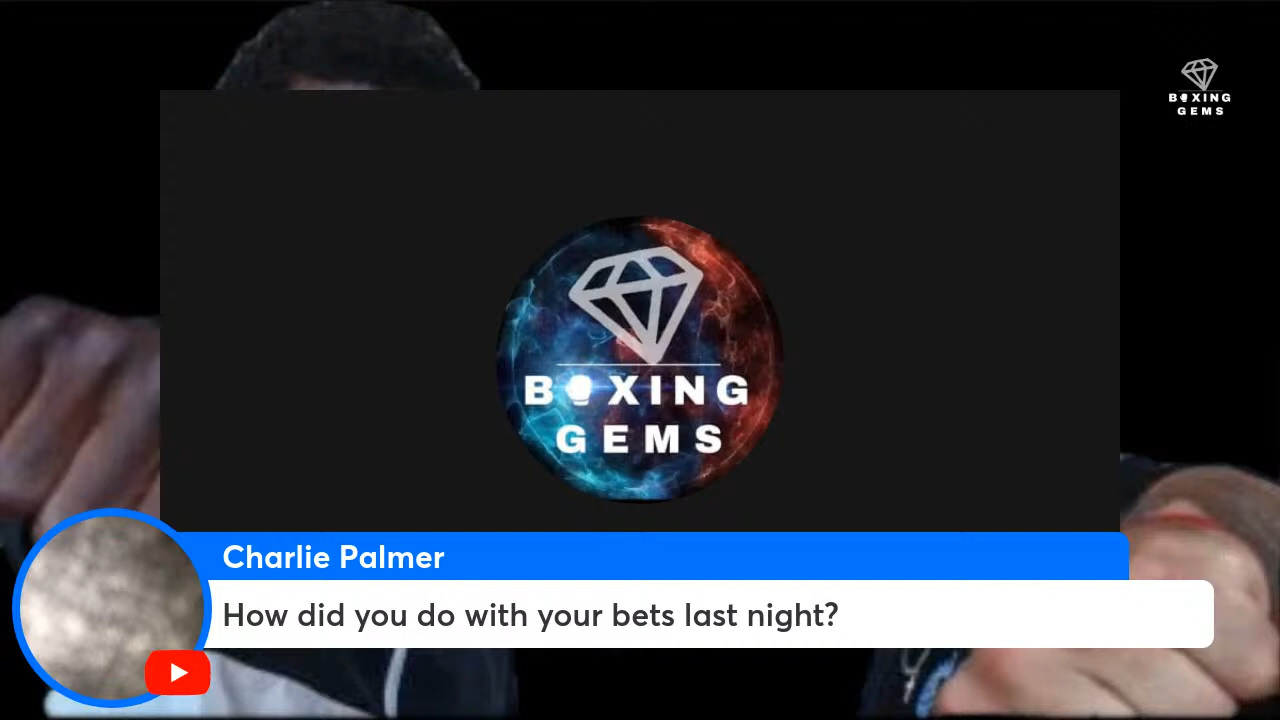 BOXING
GEMS
BOXING
GEMS
Charlie Palmer
How did you do with your bets last night?